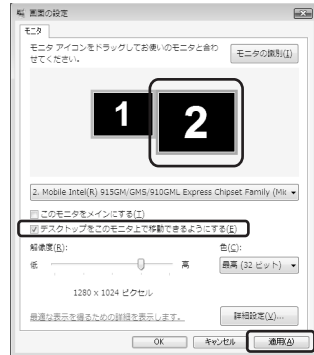 画面の設定
モニタ
モニタ アイコンをドラッグしてお使いのモニタと合わ
せてください。
モニタの識別(I)
1
2
2. Mobile Intel(R) 915GM/GMS/910GML Express Chipset Family (Mic
このモニタをメインにする(T)
デスクトップをこのモニタ上で移動できるようにする(E)
解像度(R):
色(C):
低
高
最高 (32 ビット)
1280 x 1024 ピクセル
最適な表示を得るための詳細を表示します。
詳細設定(V)...
OK
キャンセル
適用(A)